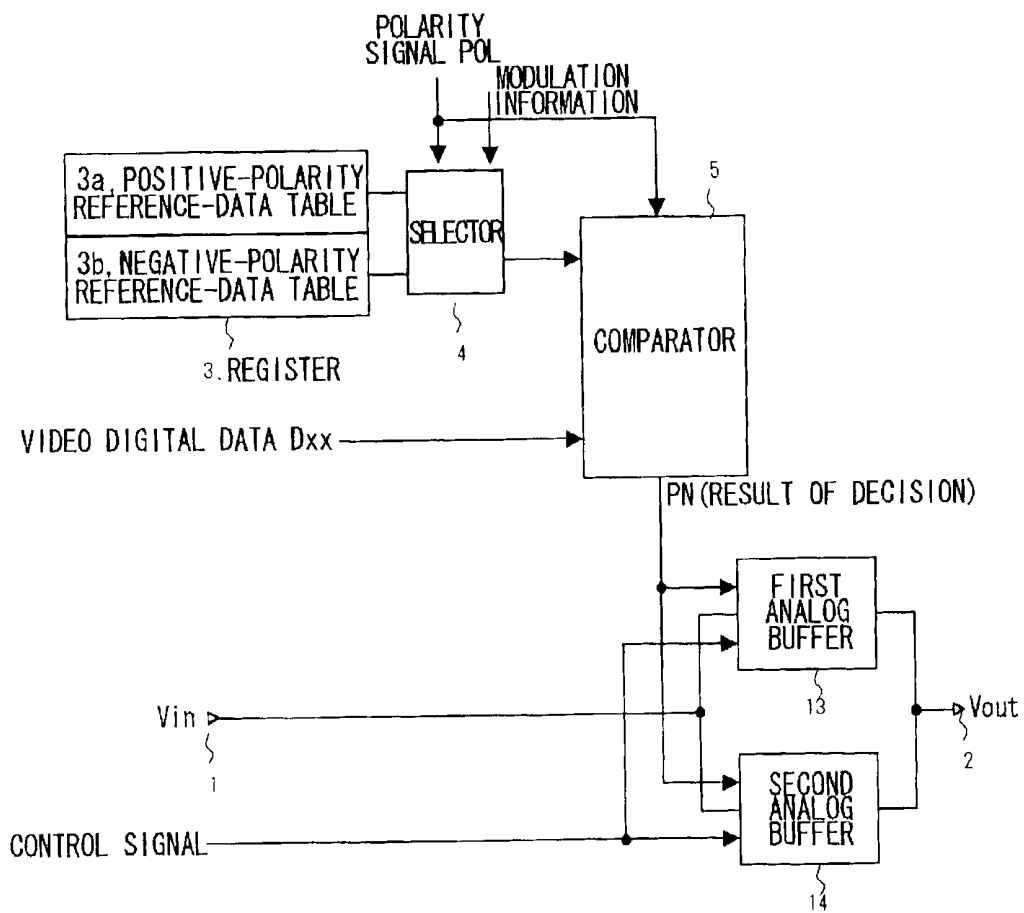 POLARITY
SIGNAL POL
MODULATION
INFORMATION
3a, POSITIVE-POLARITY
REFERENCE-DATA TABLE
3b, NEGATIVE-POLARITY
REFERENCE-DATA TABLE
SELECTOR
5
4
3. REGISTER
COMPARATOR
VIDEO DIGITAL DATA Dxx
PN (RESULT OF DECISION)
FIRST
ANALOG
BUFFER
13
Vin
1
Vout
2
SECOND
ANALOG
BUFFER
CONTROL SIGNAL
14